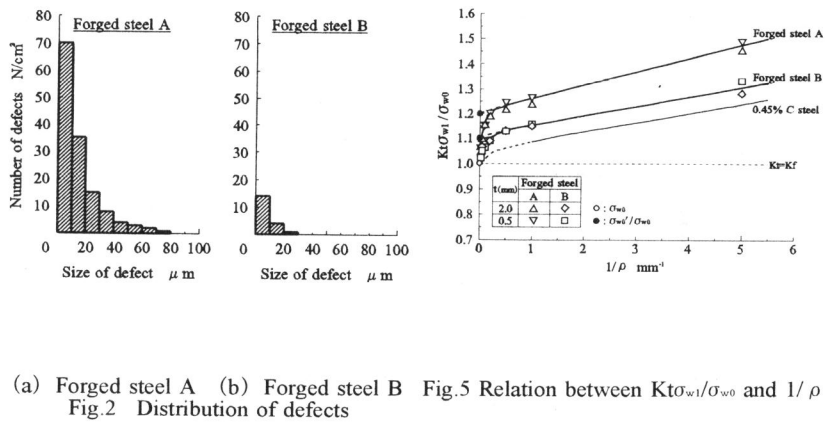 Forged steel A
80
70
60
50
40
30
20
10
0
20 40 60 80 100
Number of defects N/cm²
Size of defect μm
Forged steel B
80
70
60
50
40
30
20
10
0
20 40 60 80 100
Size of defect μm
Ktσw1/σw0
1.6
1.5
1.4
1.3
1.2
1.1
1.0
0.9
0.8
0.7
0 1 2 3 4 5 6
1/ρ mm⁻¹
Forged steel A
Forged steel B
0.45% C steel
Kt=Kf
t(mm) Forged steel
A B
2.0 △ ◇
0.5 ▽ □
○ : σw0
● : σw0'/σw0
(a) Forged steel A (b) Forged steel B Fig.5 Relation between Ktσw1/σw0 and 1/ρ
Fig.2 Distribution of defects